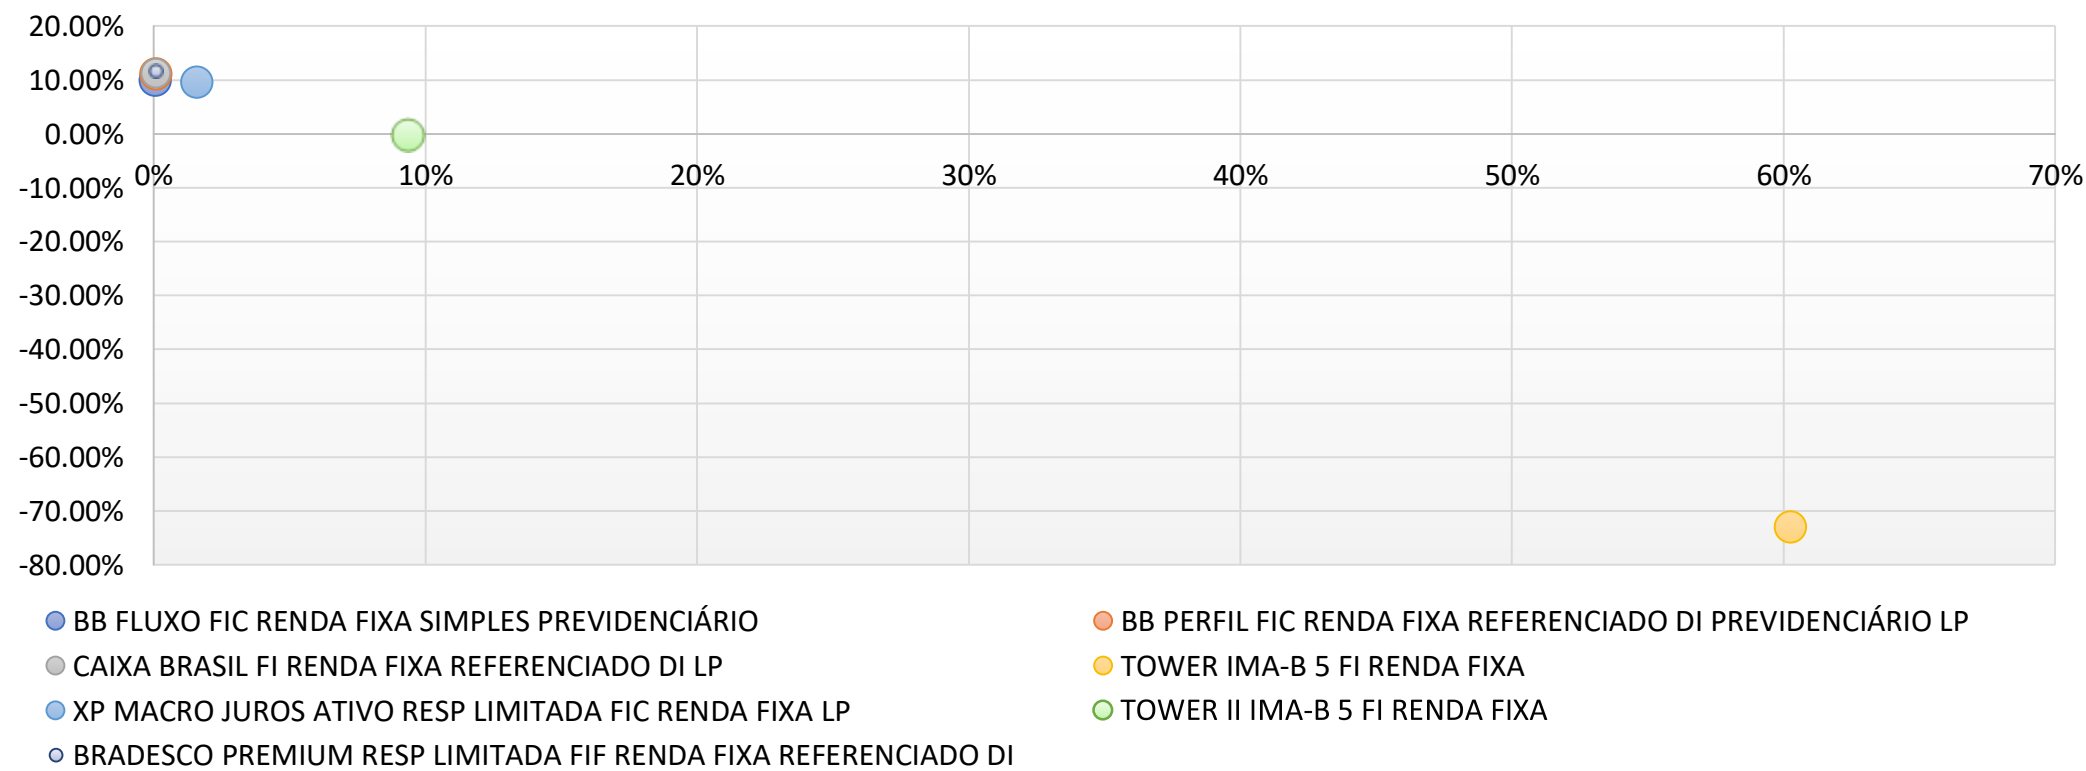 20.00%
10.00%
0.00%
0% 10% 20% 30% 40% 50% 60% 70%
-10.00%
-20.00%
-30.00%
-40.00%
-50.00%
-60.00%
-70.00%
-80.00%
BB FLUXO FIC RENDA FIXA SIMPLES PREVIDENCIÁRIO
BB PERFIL FIC RENDA FIXA REFERENCIADO DI PREVIDENCIÁRIO LP
CAIXA BRASIL FI RENDA FIXA REFERENCIADO DI LP
TOWER IMA-B 5 FI RENDA FIXA
XP MACRO JUROS ATIVO RESP LIMITADA FIC RENDA FIXA LP
TOWER II IMA-B 5 FI RENDA FIXA
BRADESCO PREMIUM RESP LIMITADA FIF RENDA FIXA REFERENCIADO DI